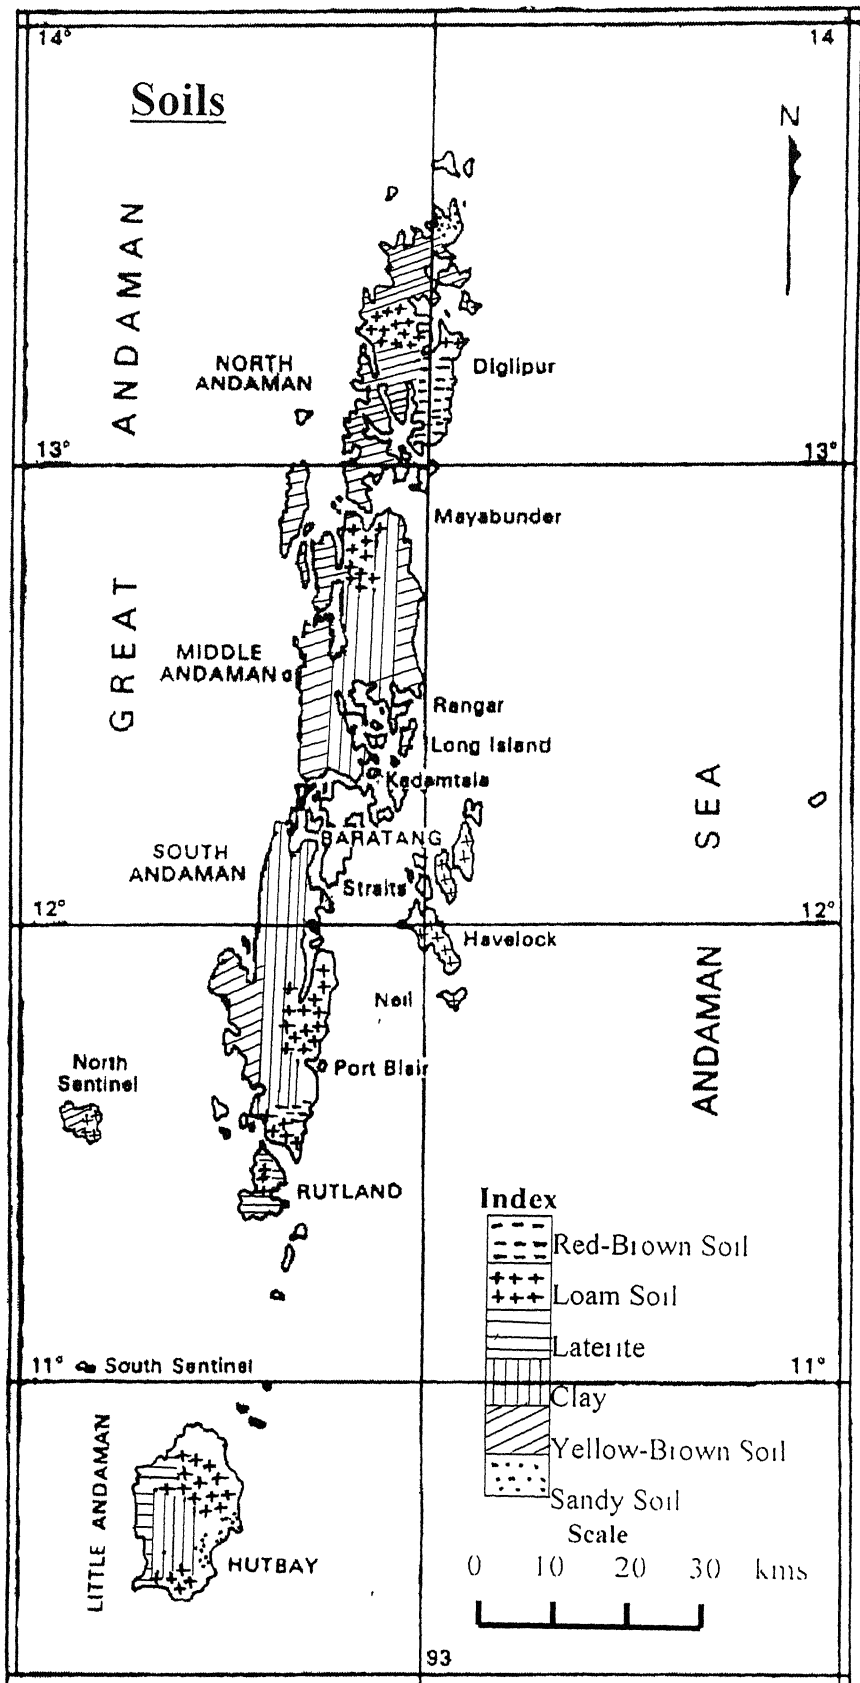 14°
14
Soils
N
GREAT ANDAMAN
NORTH
ANDAMAN
Diglipur
13°
13°
Mayabunder
MIDDLE
ANDAMAN
Rangar
Long Island
Kadamtala
BARATANG
SOUTH
ANDAMAN
Straits
12°
12°
Havelock
Neil
ANDAMAN SEA
Port Blair
North
Sentinel
RUTLAND
Index
Red-Brown Soil
Loam Soil
Laterite
Clay
Yellow-Brown Soil
Sandy Soil
11°
South Sentinel
11°
LITTLE ANDAMAN
HUTBAY
Scale
0 10 20 30 kms
93